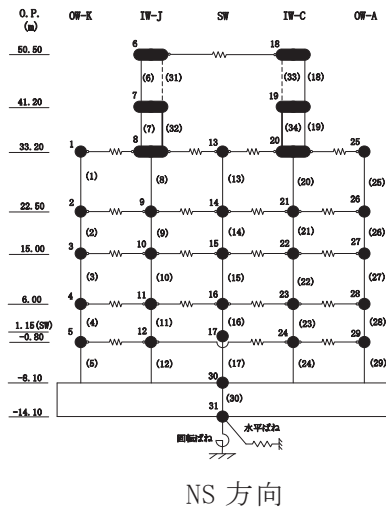 O.P. OW-K IW-J SW IW-C OW-A
(m)
50.50 6 18
(6) (31) (33) (18)
41.20 7 19
(7) (32) (34) (19)
33.20 1 8 13 20 25
(1) (8) (13) (20) (25)
22.50 2 9 14 21 26
(2) (9) (14) (21) (26)
15.00 3 10 15 22 27
(3) (10) (15) (22) (27)
6.00 4 11 16 23 28
1.15(SW) (4) (11) (16) (23) (28)
-0.80 5 12 17 24 29
(5) (12) (17) (24) (29)
-8.10 30
(30)
-14.10 31
回転ばね 水平ばね
NS 方向